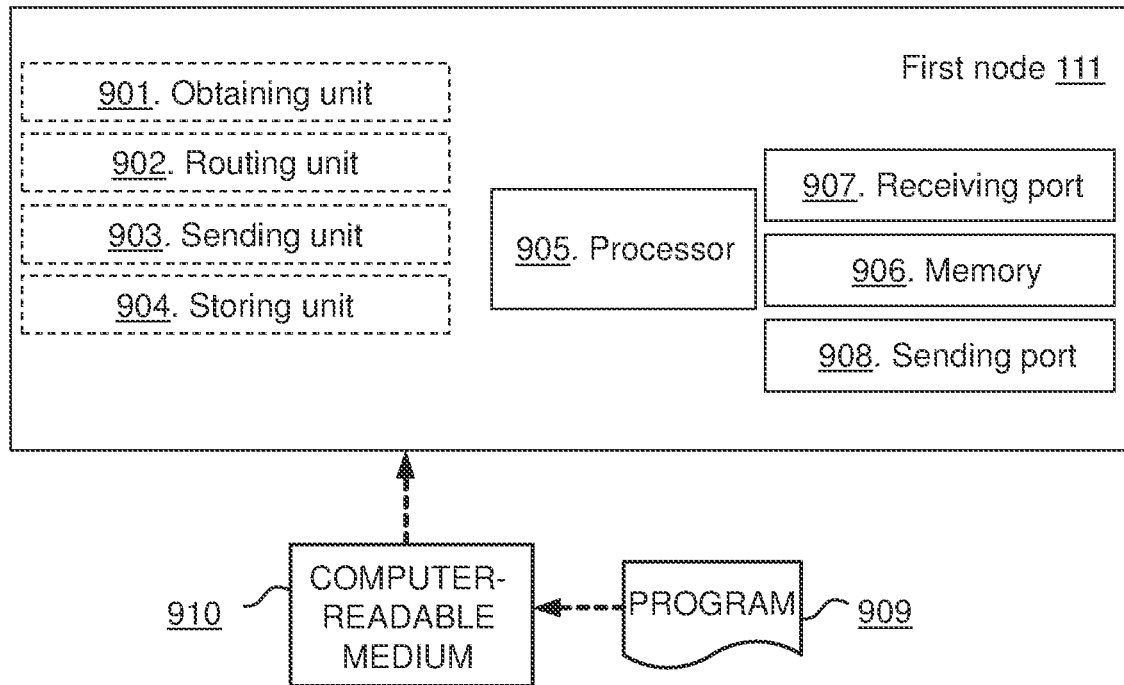 First node 111
901. Obtaining unit
902. Routing unit
903. Sending unit
904. Storing unit
905. Processor
907. Receiving port
906. Memory
908. Sending port
910
COMPUTER-
READABLE
MEDIUM
PROGRAM
909